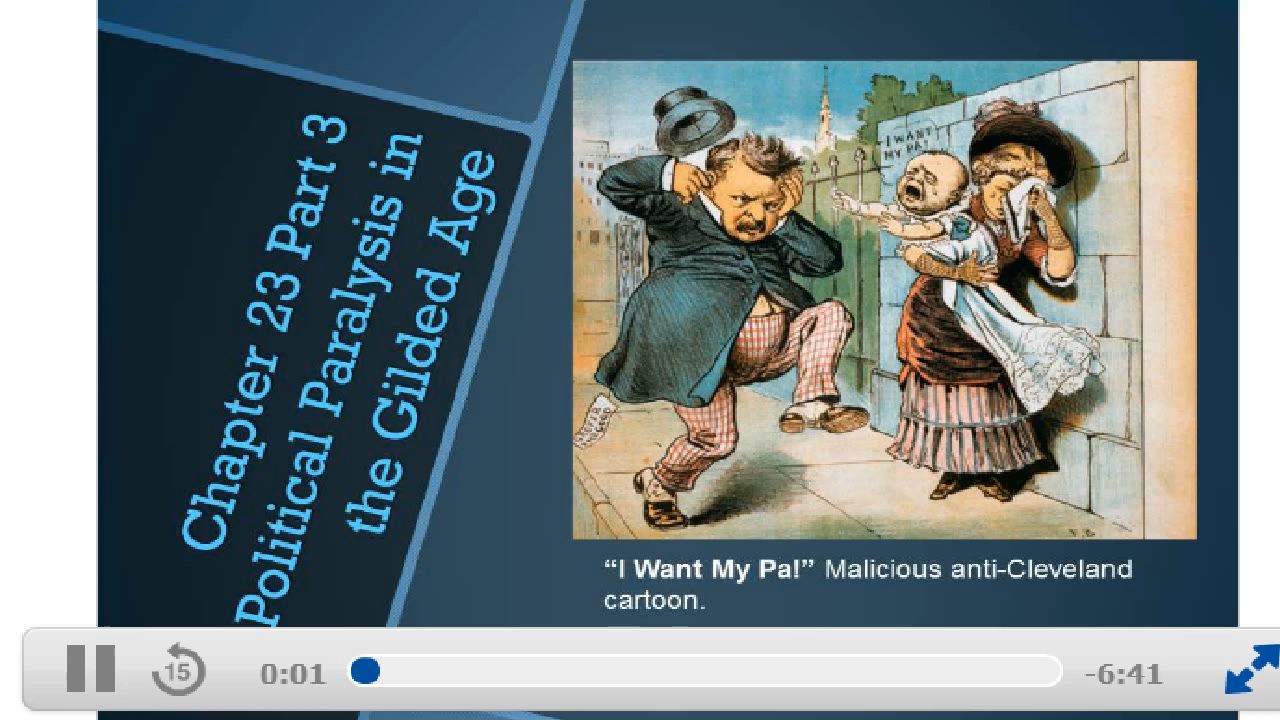 Chapter 23 Part 3
Political Paralysis in
the Gilded Age
I WANT
MY PA!
“I Want My Pa!” Malicious anti-Cleveland
cartoon.
15
0:01
-6:41